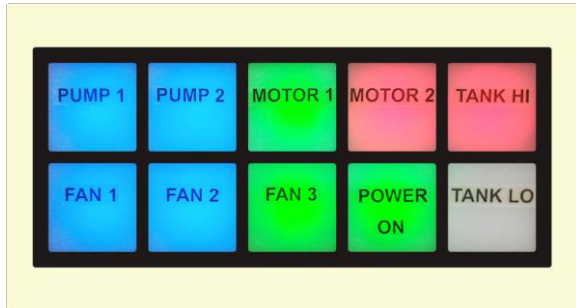 PUMP 1
PUMP 2
MOTOR 1
MOTOR 2
TANK HI
FAN 1
FAN 2
FAN 3
POWER
ON
TANK LO